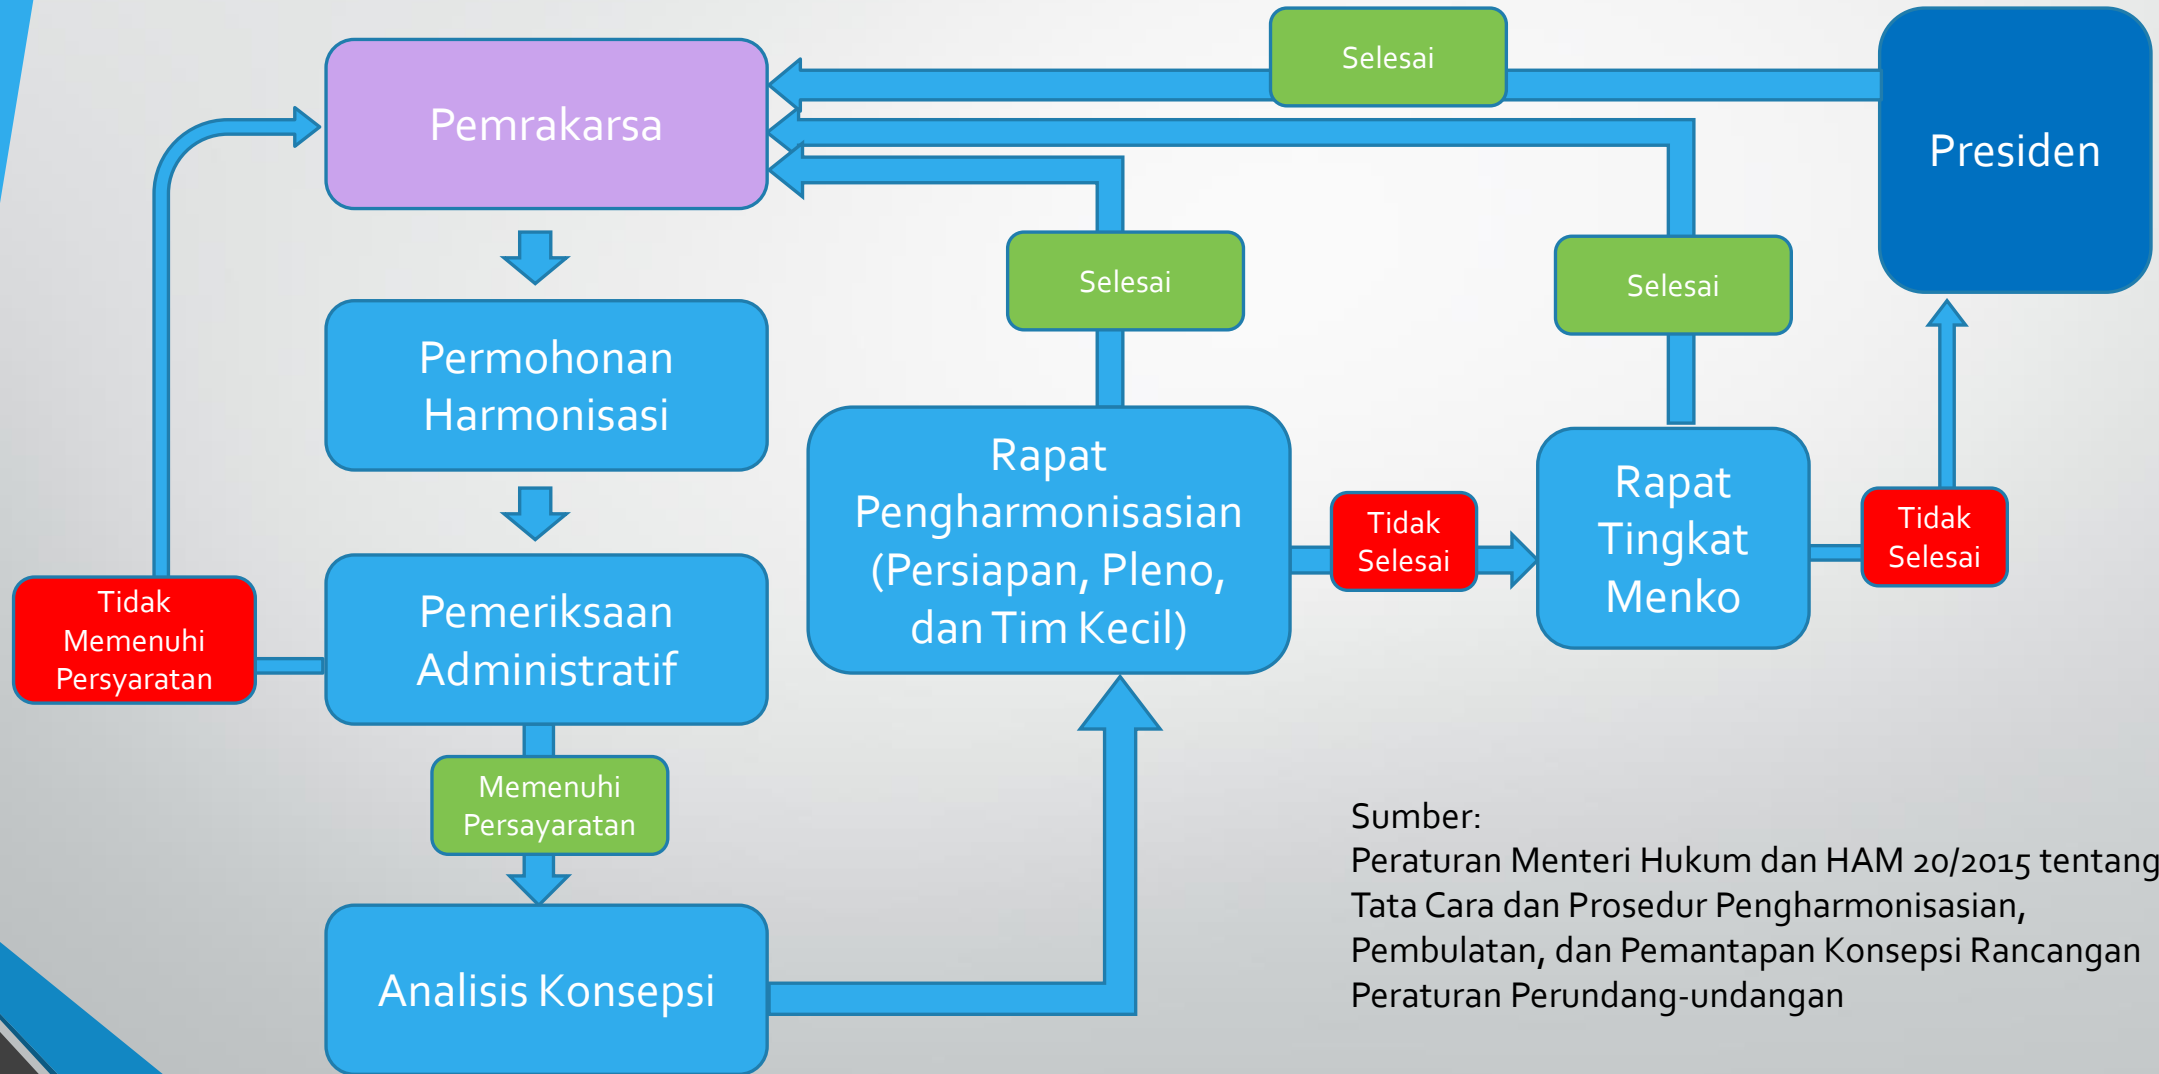 Selesai
Pemrakarsa
Presiden
Selesai
Selesai
Permohonan
Harmonisasi
Rapat
Pengharmonisasian
(Persiapan, Pleno,
dan Tim Kecil)
Tidak
Selesai
Rapat
Tingkat
Menko
Tidak
Selesai
Tidak
Memenuhi
Persyaratan
Pemeriksaan
Administratif
Memenuhi
Persayaratan
Analisis Konsepsi
Sumber:
Peraturan Menteri Hukum dan HAM 20/2015 tentang
Tata Cara dan Prosedur Pengharmonisasian,
Pembulatan, dan Pemantapan Konsepsi Rancangan
Peraturan Perundang-undangan